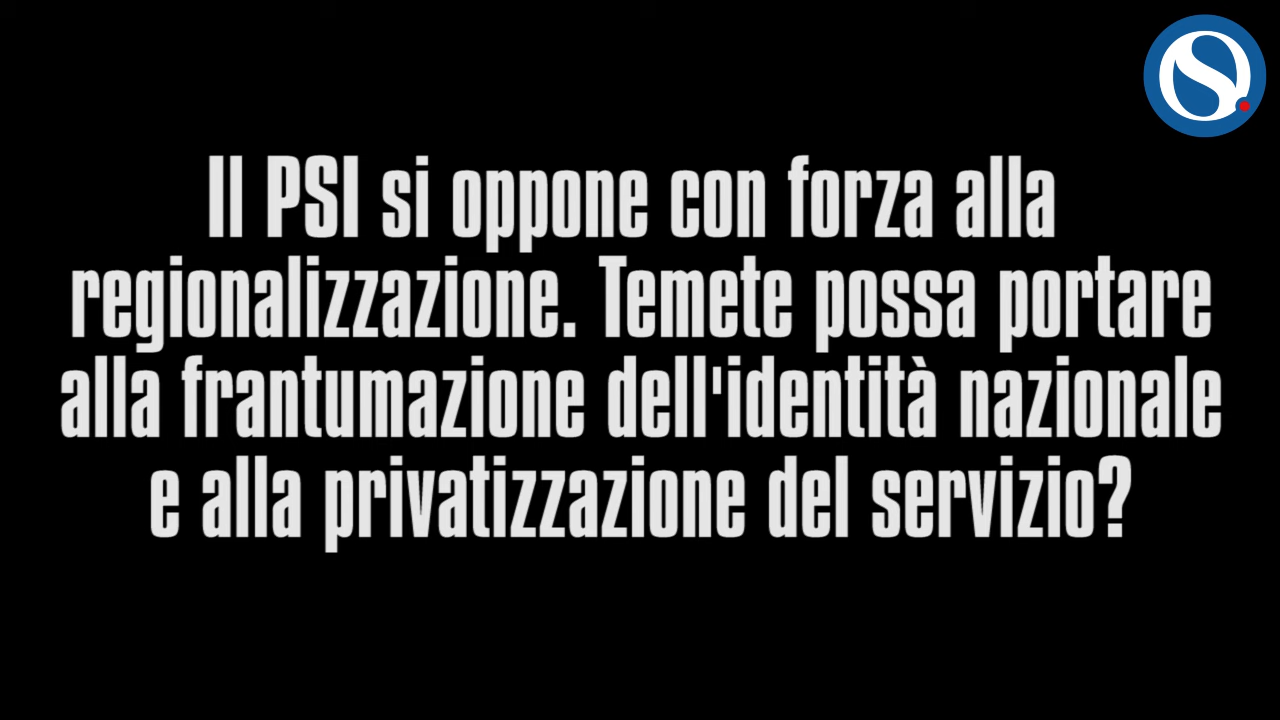 Il PSI si oppone con forza alla
regionalizzazione. Temete possa portare
alla frantumazione dell'identità nazionale
e alla privatizzazione del servizio?